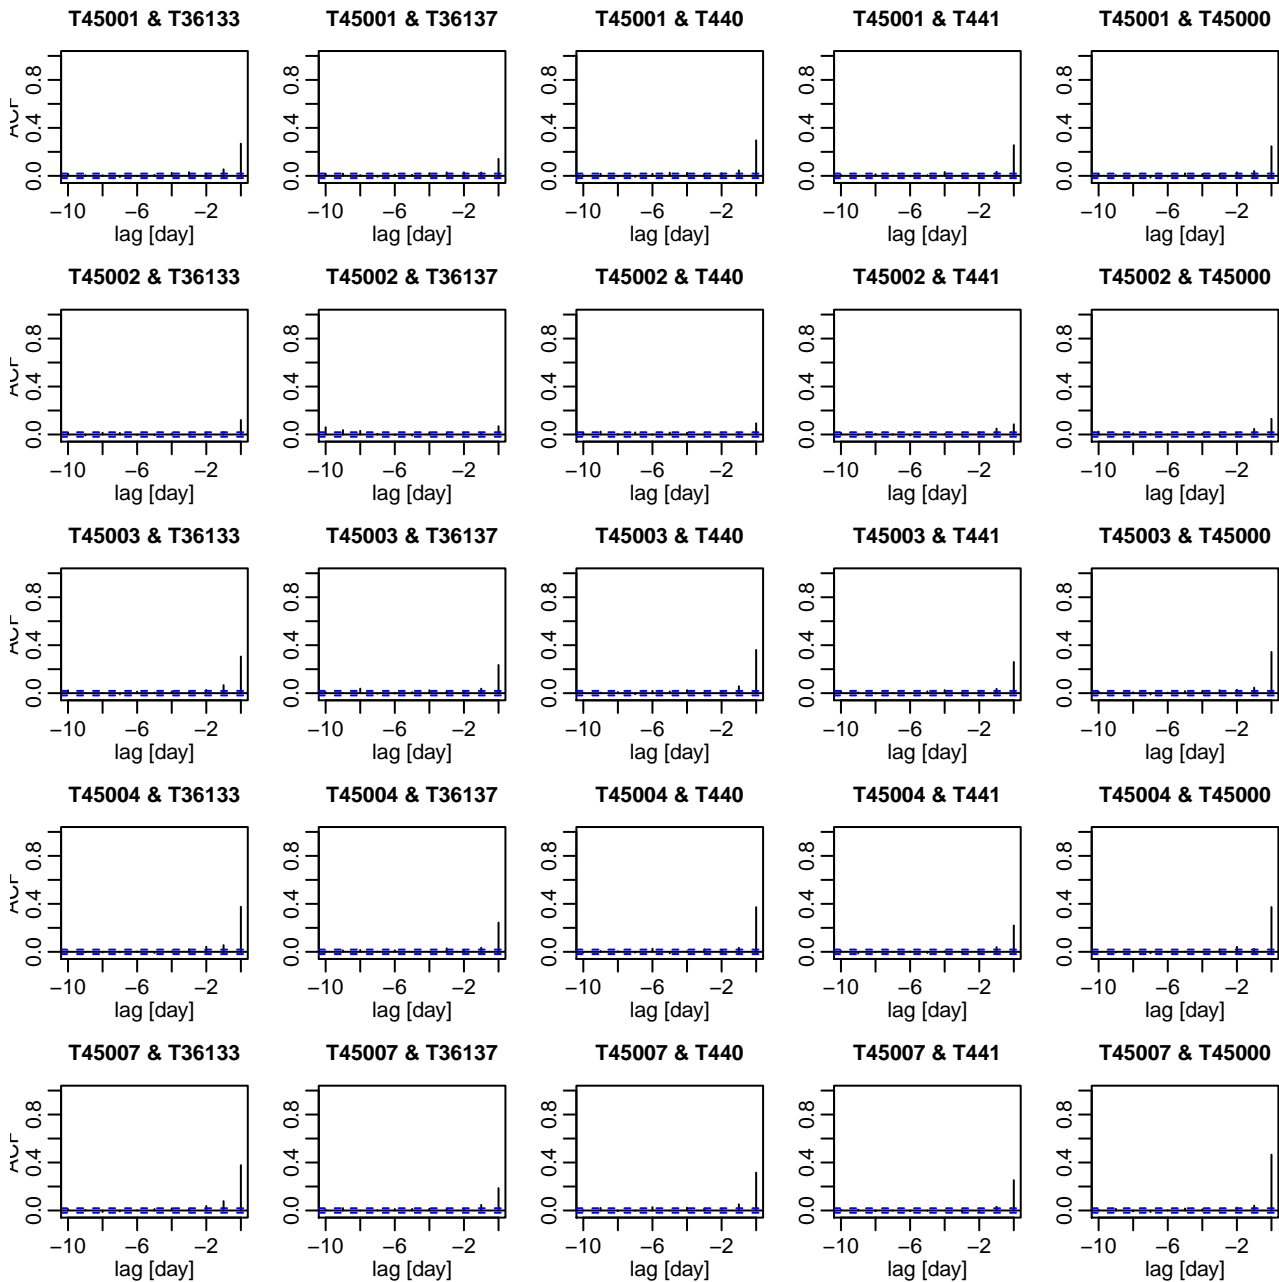 T45001 & T36133 T45001 & T36137 T45001 & T440 T45001 & T441 T45001 & T45000
ACF 0.0 0.4 0.8 0.0 0.4 0.8 0.0 0.4 0.8 0.0 0.4 0.8 0.0 0.4 0.8
−10 −6 −2 −10 −6 −2 −10 −6 −2 −10 −6 −2 −10 −6 −2
lag [day] lag [day] lag [day] lag [day] lag [day]
T45002 & T36133 T45002 & T36137 T45002 & T440 T45002 & T441 T45002 & T45000
ACF 0.0 0.4 0.8 0.0 0.4 0.8 0.0 0.4 0.8 0.0 0.4 0.8 0.0 0.4 0.8
−10 −6 −2 −10 −6 −2 −10 −6 −2 −10 −6 −2 −10 −6 −2
lag [day] lag [day] lag [day] lag [day] lag [day]
T45003 & T36133 T45003 & T36137 T45003 & T440 T45003 & T441 T45003 & T45000
ACF 0.0 0.4 0.8 0.0 0.4 0.8 0.0 0.4 0.8 0.0 0.4 0.8 0.0 0.4 0.8
−10 −6 −2 −10 −6 −2 −10 −6 −2 −10 −6 −2 −10 −6 −2
lag [day] lag [day] lag [day] lag [day] lag [day]
T45004 & T36133 T45004 & T36137 T45004 & T440 T45004 & T441 T45004 & T45000
ACF 0.0 0.4 0.8 0.0 0.4 0.8 0.0 0.4 0.8 0.0 0.4 0.8 0.0 0.4 0.8
−10 −6 −2 −10 −6 −2 −10 −6 −2 −10 −6 −2 −10 −6 −2
lag [day] lag [day] lag [day] lag [day] lag [day]
T45007 & T36133 T45007 & T36137 T45007 & T440 T45007 & T441 T45007 & T45000
ACF 0.0 0.4 0.8 0.0 0.4 0.8 0.0 0.4 0.8 0.0 0.4 0.8 0.0 0.4 0.8
−10 −6 −2 −10 −6 −2 −10 −6 −2 −10 −6 −2 −10 −6 −2
lag [day] lag [day] lag [day] lag [day] lag [day]